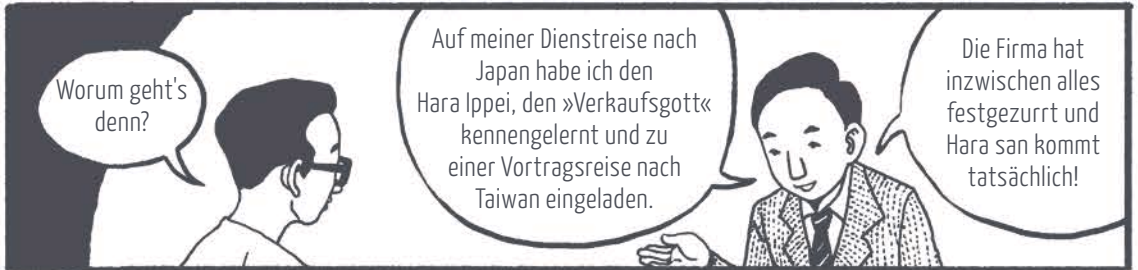 Worum geht's
denn?
Auf meiner Dienstreise nach
Japan habe ich den
Hara Ippei, den »Verkaufsgott«
kennengelernt und zu
einer Vortragsreise nach
Taiwan eingeladen.
Die Firma hat
inzwischen alles
festgezurrt und
Hara san kommt
tatsächlich!